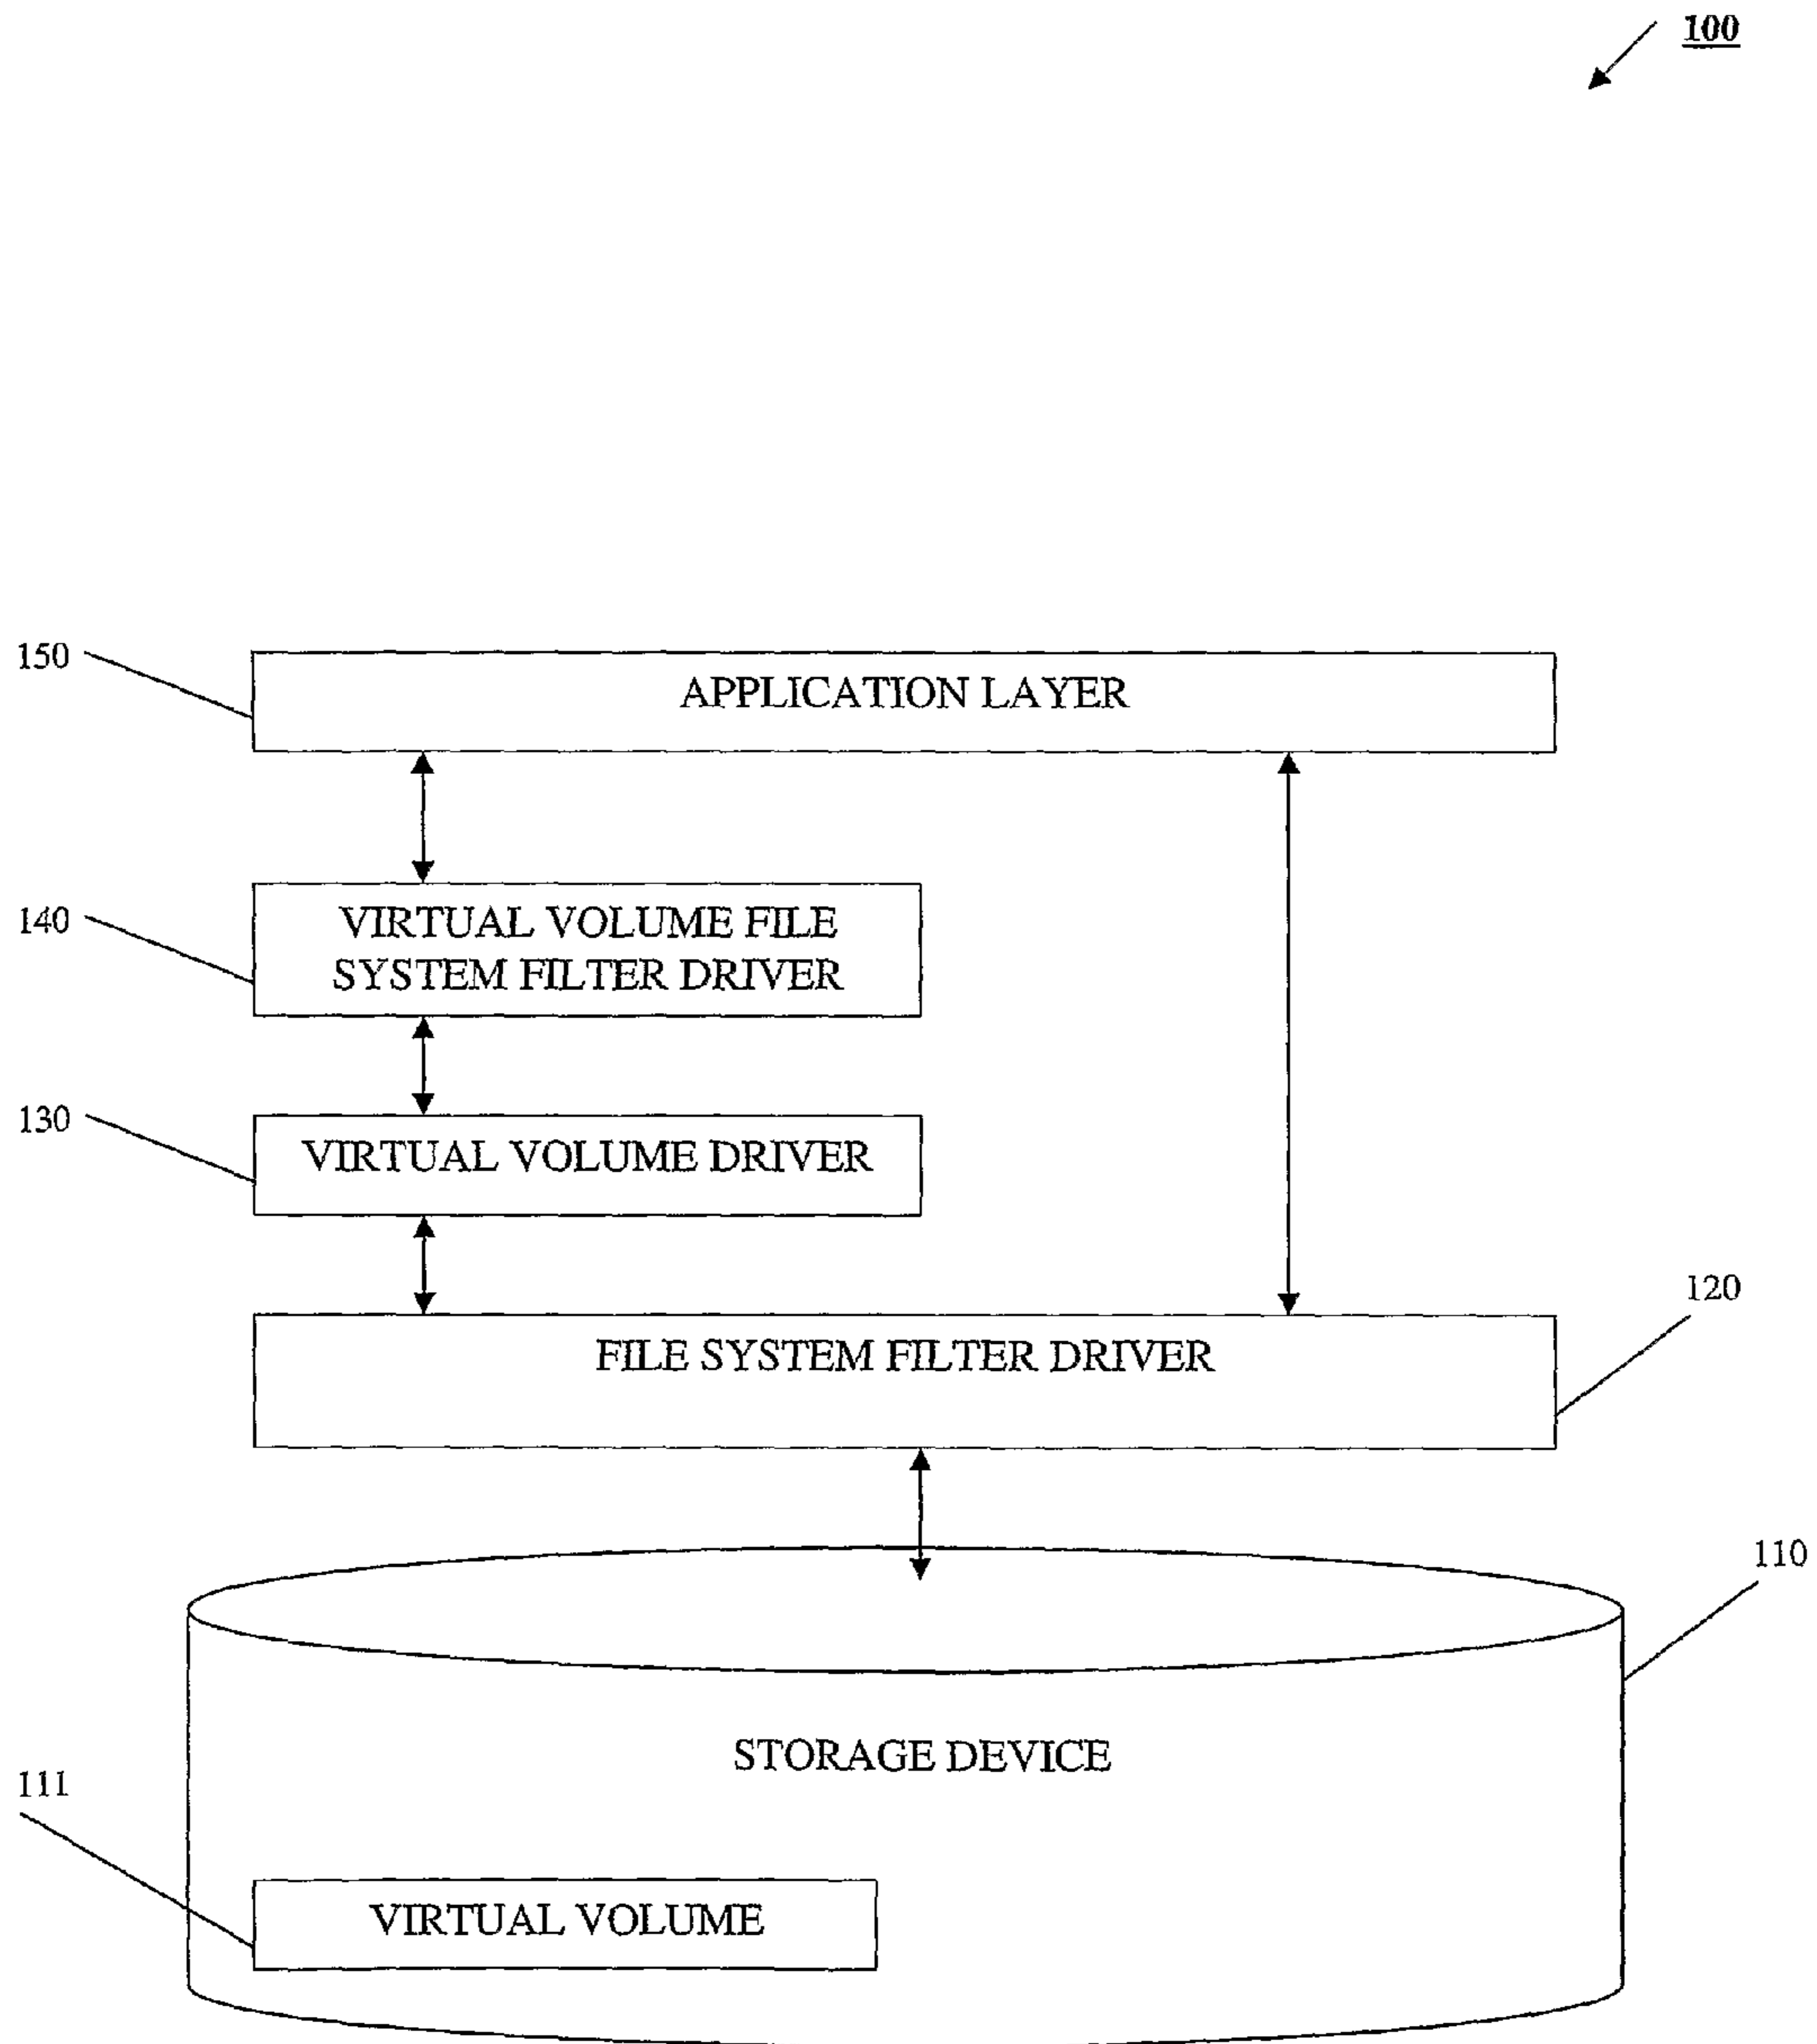 100
150
APPLICATION LAYER
140
VIRTUAL VOLUME FILE
SYSTEM FILTER DRIVER
130
VIRTUAL VOLUME DRIVER
120
FILE SYSTEM FILTER DRIVER
110
STORAGE DEVICE
111
VIRTUAL VOLUME